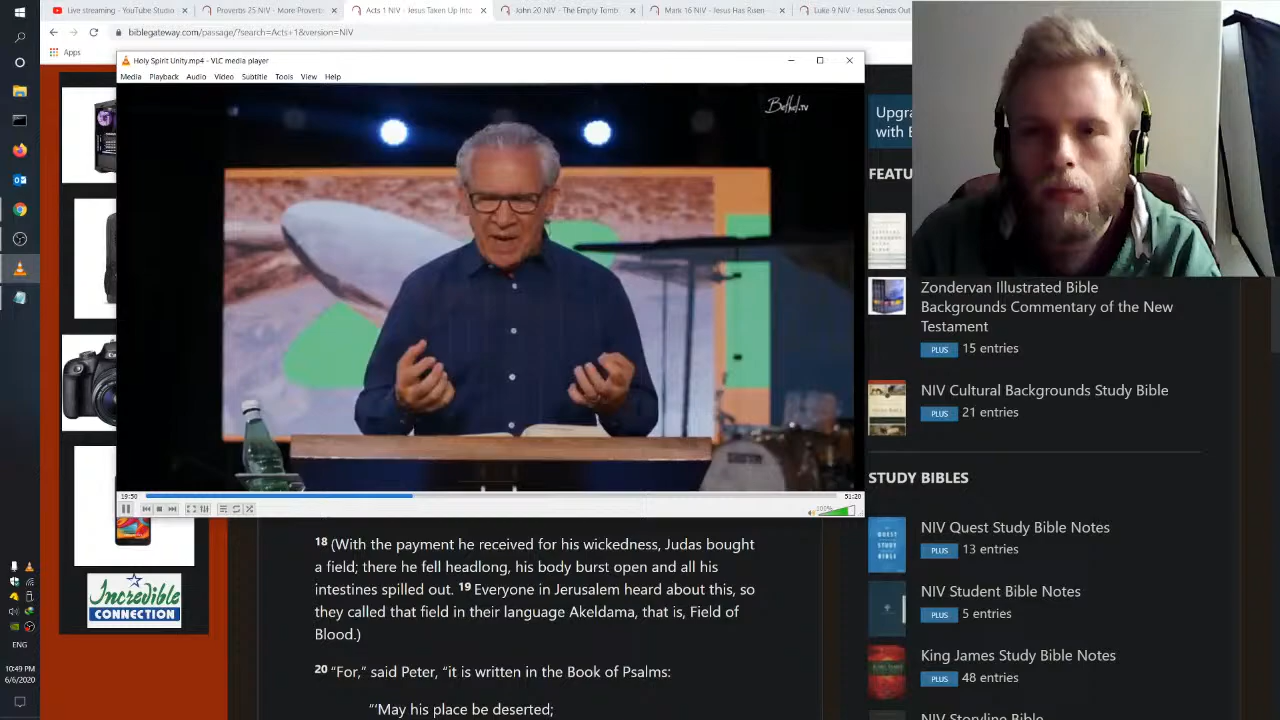 Live streaming - YouTube Studio
Proverbs 25 NIV - More Proverbs
Acts 1 NIV - Jesus Taken Up Into
John 20 NIV - The Empty Tomb
Mark 16 NIV - Jesus Has Risen -
Luke 9 NIV - Jesus Sends Out
biblegateway.com/passage/?search=Acts+1&version=NIV
Apps
Holy Spirit Unity.mp4 - VLC media player
Media Playback Audio Video Subtitle Tools View Help
Bethel.TV
19:50
51:20
100%
Upgra
with B
FEATU
Zondervan Illustrated Bible
Backgrounds Commentary of the New
Testament
PLUS 15 entries
NIV Cultural Backgrounds Study Bible
PLUS 21 entries
STUDY BIBLES
NIV Quest Study Bible Notes
PLUS 13 entries
NIV Student Bible Notes
PLUS 5 entries
King James Study Bible Notes
PLUS 48 entries
NIV Storyline Bible
Incredible
CONNECTION
18 (With the payment he received for his wickedness, Judas bought
a field; there he fell headlong, his body burst open and all his
intestines spilled out. 19 Everyone in Jerusalem heard about this, so
they called that field in their language Akeldama, that is, Field of
Blood.)
20 “For,” said Peter, “it is written in the Book of Psalms:
“‘May his place be deserted;
ENG
10:49 PM
6/6/2020